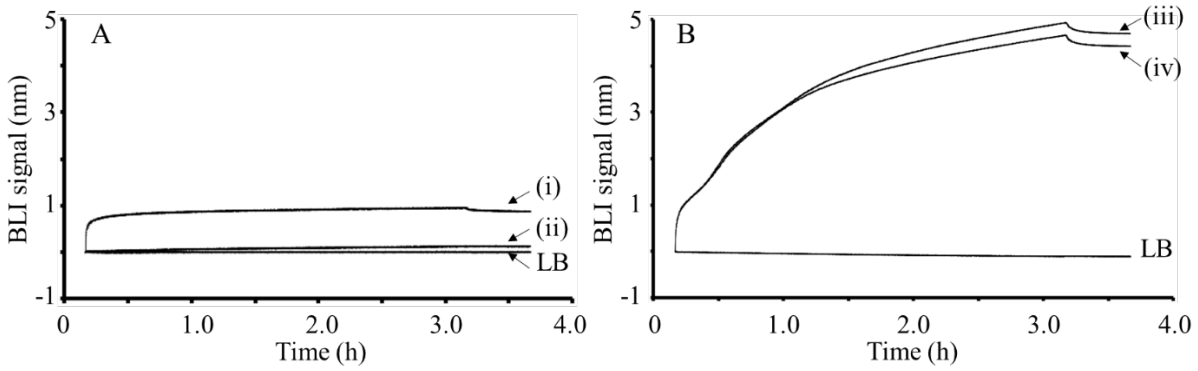 A
BLI signal (nm)
5
3
1
-1
(i)
(ii)
LB
0
1.0
2.0
3.0
4.0
Time (h)
B
BLI signal (nm)
5
3
1
-1
(iii)
(iv)
LB
0
1.0
2.0
3.0
4.0
Time (h)